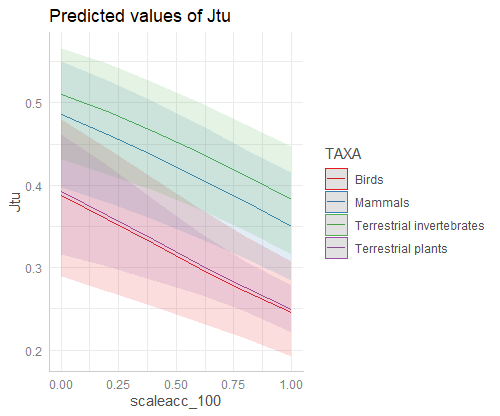 Predicted values of Jtu
0.5
0.4
0.3
0.2
Jtu
0.00
0.25
0.50
0.75
1.00
scaleacc_100
TAXA
Birds
Mammals
Terrestrial invertebrates
Terrestrial plants